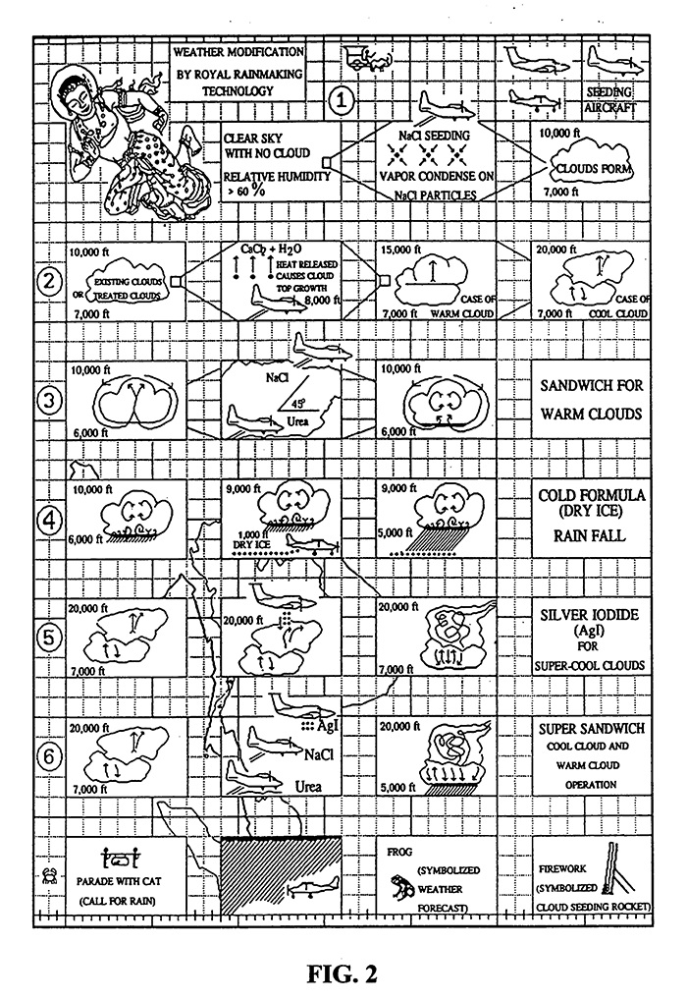 WEATHER MODIFICATION
BY ROYAL RAINMAKING
TECHNOLOGY
1
SEEDING
AIRCRAFT
CLEAR SKY
WITH NO CLOUD
RELATIVE HUMIDITY
> 60 %
NaCl SEEDING
VAPOR CONDENSE ON
NaCl PARTICLES
10,000 ft
CLOUDS FORM
7,000 ft
2
10,000 ft
EXISTING CLOUDS
OR TREATED CLOUDS
7,000 ft
CaCl2 + H2O
HEAT RELEASED
CAUSES CLOUD
TOP GROWTH
8,000 ft
15,000 ft
CASE OF
7,000 ft WARM CLOUD
20,000 ft
CASE OF
7,000 ft COOL CLOUD
3
10,000 ft
6,000 ft
NaCl
45°
Urea
10,000 ft
6,000 ft
SANDWICH FOR
WARM CLOUDS
4
10,000 ft
6,000 ft
9,000 ft
1,000 ft
DRY ICE
9,000 ft
5,000 ft
COLD FORMULA
(DRY ICE)
RAIN FALL
5
20,000 ft
7,000 ft
20,000 ft
20,000 ft
7,000 ft
SILVER IODIDE
(AgI)
FOR
SUPER-COOL CLOUDS
6
20,000 ft
7,000 ft
AgI
NaCl
Urea
20,000 ft
5,000 ft
SUPER SANDWICH
COOL CLOUD AND
WARM CLOUD
OPERATION
PARADE WITH CAT
(CALL FOR RAIN)
FROG
(SYMBOLIZED
WEATHER
FORECAST)
FIREWORK
(SYMBOLIZED
CLOUD SEEDING ROCKET)
FIG. 2